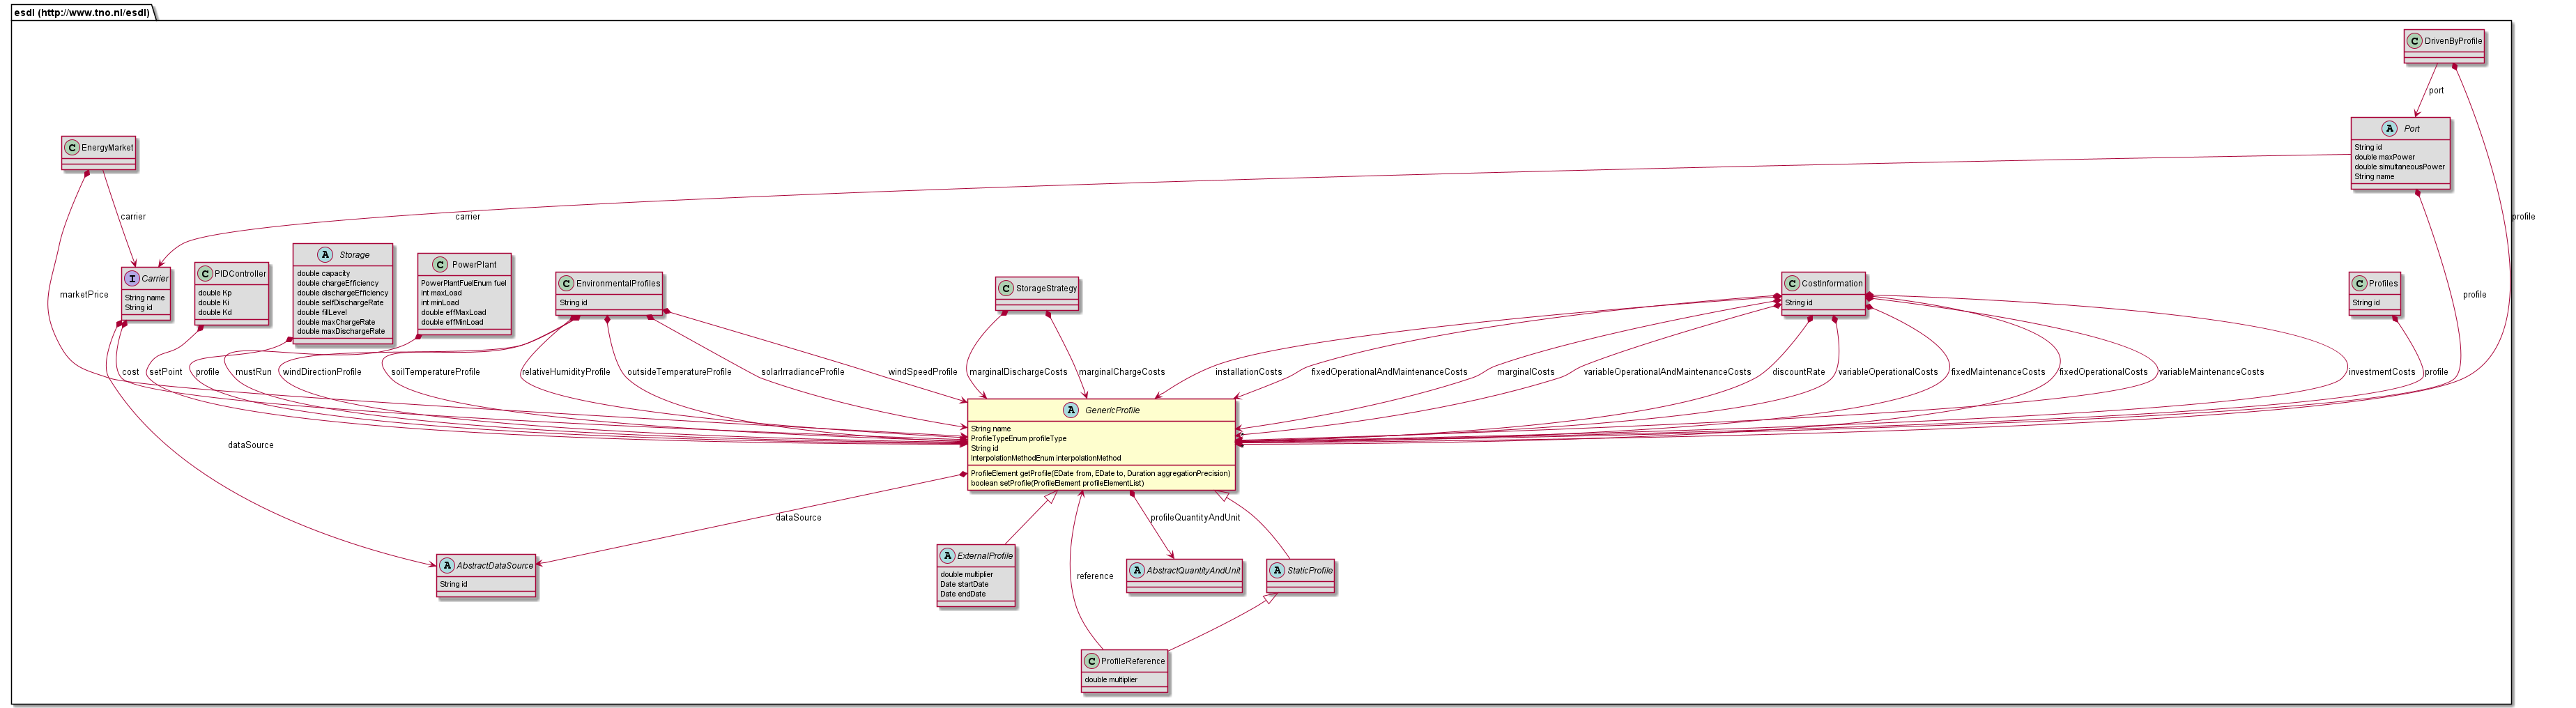 esdl (http://www.tno.nl/esdl)
C DrivenByProfile
port
C EnergyMarket
A Port
String id
double maxPower
double simultaneousPower
String name
carrier
carrier
profile
A Storage
double capacity
double chargeEfficiency
double dischargeEfficiency
double selfDischargeRate
double fillLevel
double maxChargeRate
double maxDischargeRate
C PowerPlant
PowerPlantFuelEnum fuel
int maxLoad
int minLoad
double effMaxLoad
double effMinLoad
I Carrier
String name
String id
C PIDController
double Kp
double Ki
double Kd
C EnvironmentalProfiles
String id
C StorageStrategy
C CostInformation
String id
C Profiles
String id
marketPrice
profile
cost
setPoint
profile
mustRun
windDirectionProfile
soilTemperatureProfile
relativeHumidityProfile
outsideTemperatureProfile
solarIrradianceProfile
windSpeedProfile
marginalDischargeCosts
marginalChargeCosts
installationCosts
fixedOperationalAndMaintenanceCosts
marginalCosts
variableOperationalAndMaintenanceCosts
discountRate
variableOperationalCosts
fixedMaintenanceCosts
fixedOperationalCosts
variableMaintenanceCosts
investmentCosts
profile
A GenericProfile
String name
ProfileTypeEnum profileType
String id
InterpolationMethodEnum interpolationMethod
ProfileElement getProfile(EDate from, EDate to, Duration aggregationPrecision)
boolean setProfile(ProfileElement profileElementList)
dataSource
dataSource
profileQuantityAndUnit
A AbstractDataSource
String id
A ExternalProfile
double multiplier
Date startDate
Date endDate
reference
A AbstractQuantityAndUnit
A StaticProfile
C ProfileReference
double multiplier